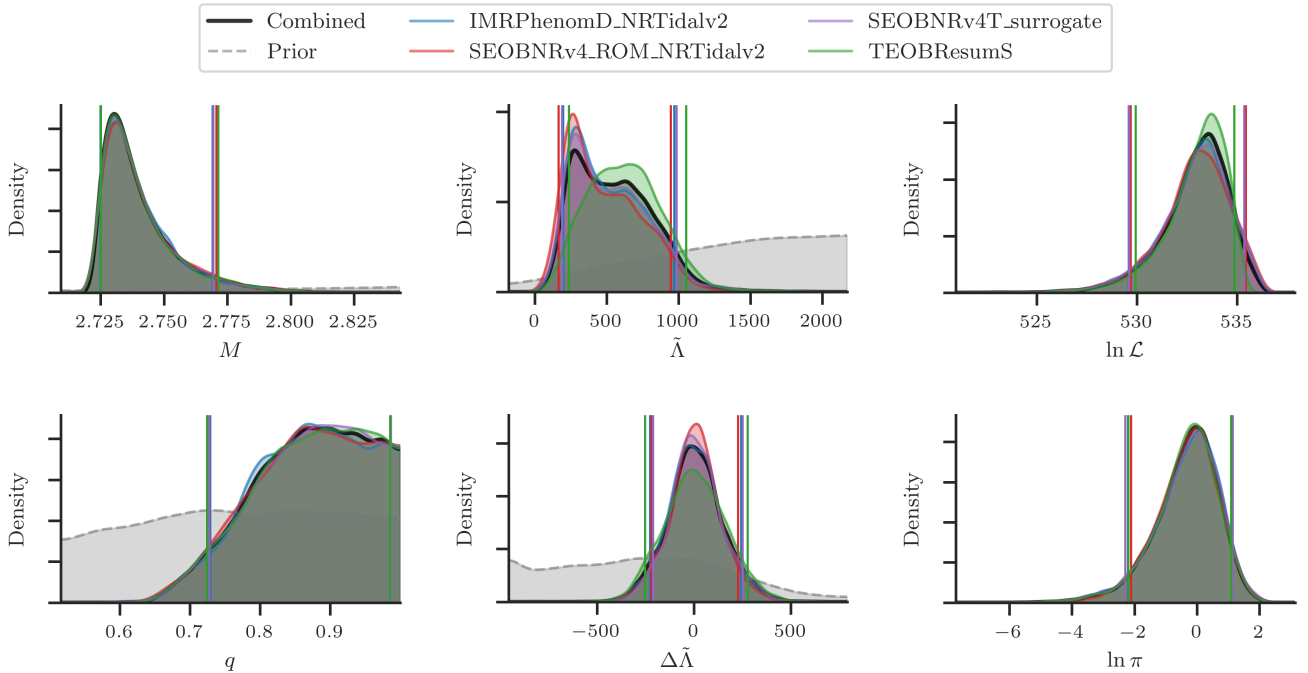 Combined IMRPhenomD_NRTidalv2 SEOBNRv4T_surrogate
Prior SEOBNRv4_ROM_NRTidalv2 TEOBResumS
Density Density Density
2.725 2.750 2.775 2.800 2.825 0 500 1000 1500 2000 525 530 535
M Λ̃ ln ℒ
Density Density Density
0.6 0.7 0.8 0.9 −500 0 500 −6 −4 −2 0 2
q ΔΛ̃ ln π